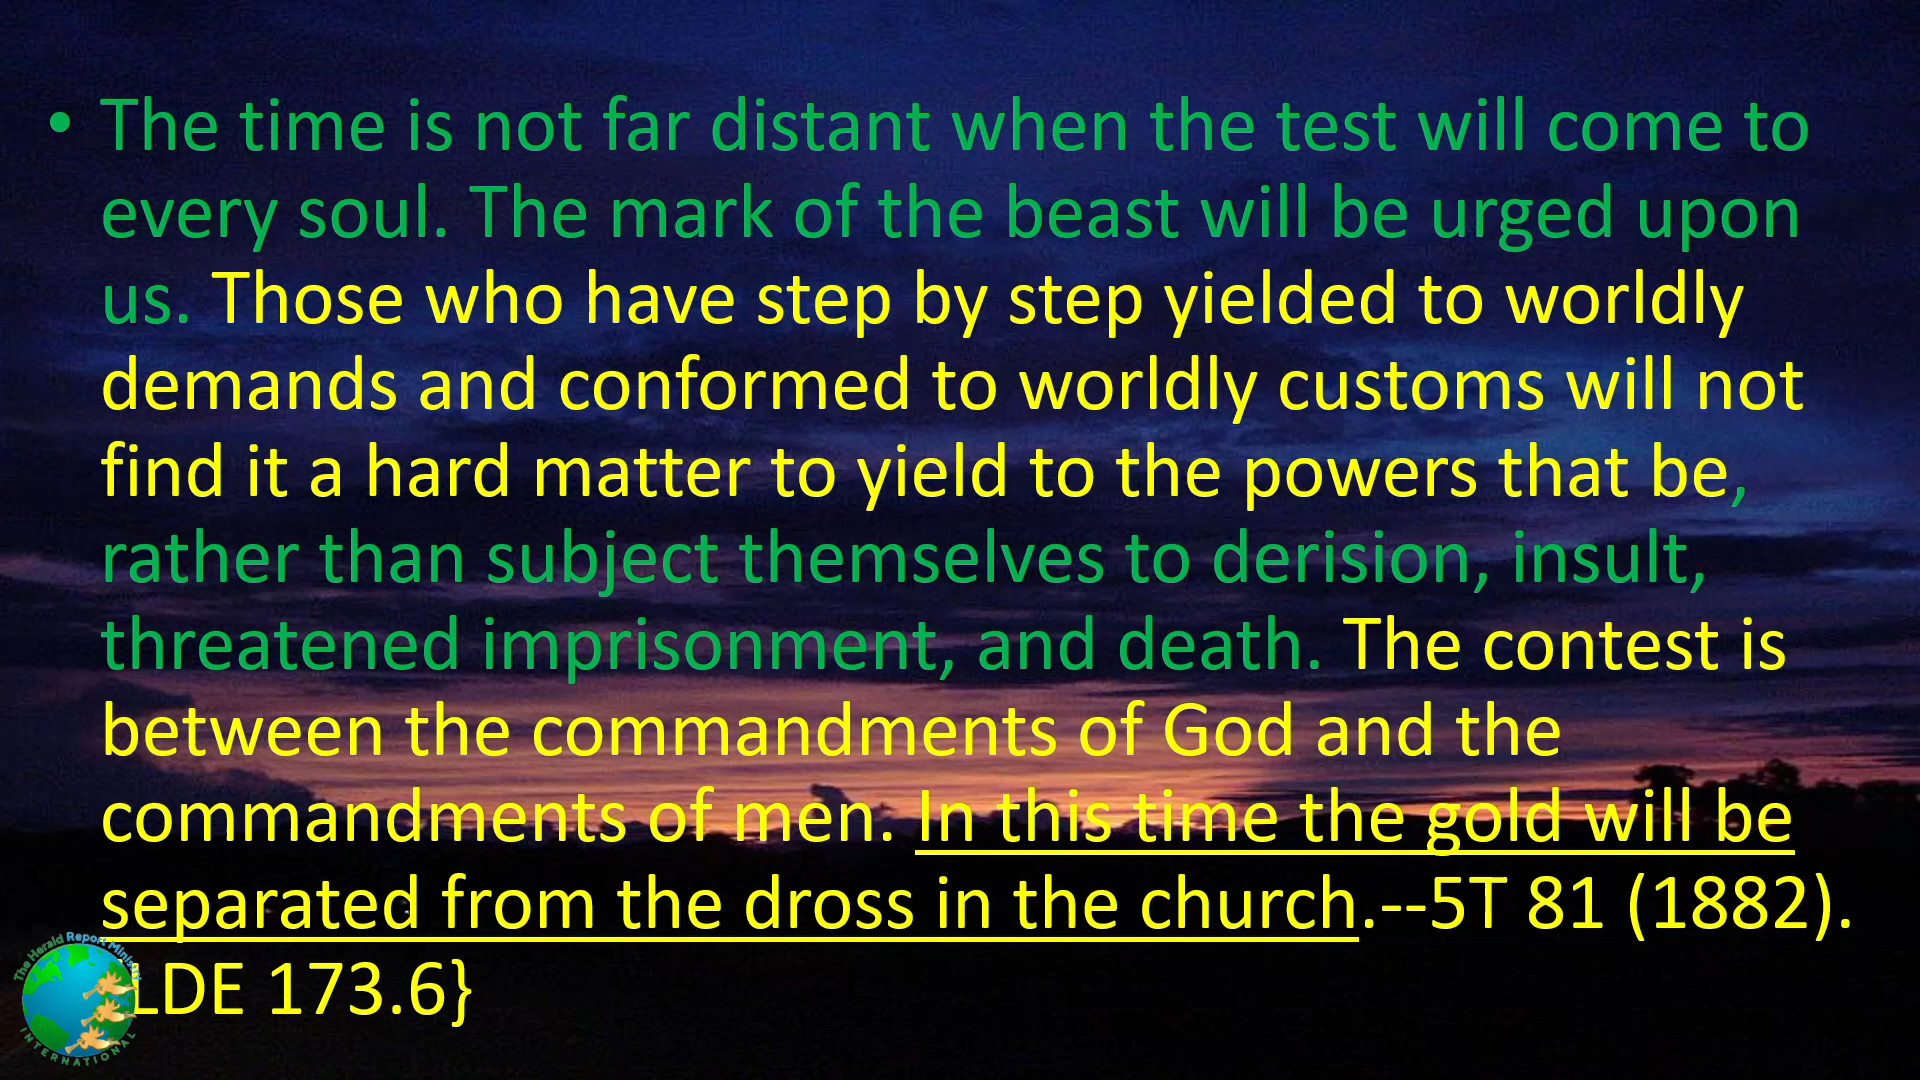 • The time is not far distant when the test will come to
every soul. The mark of the beast will be urged upon
us. Those who have step by step yielded to worldly
demands and conformed to worldly customs will not
find it a hard matter to yield to the powers that be,
rather than subject themselves to derision, insult,
threatened imprisonment, and death. The contest is
between the commandments of God and the
commandments of men. In this time the gold will be
separated from the dross in the church.--5T 81 (1882).
LDE 173.6}
The Herald Report Ministry
INTERNATIONAL